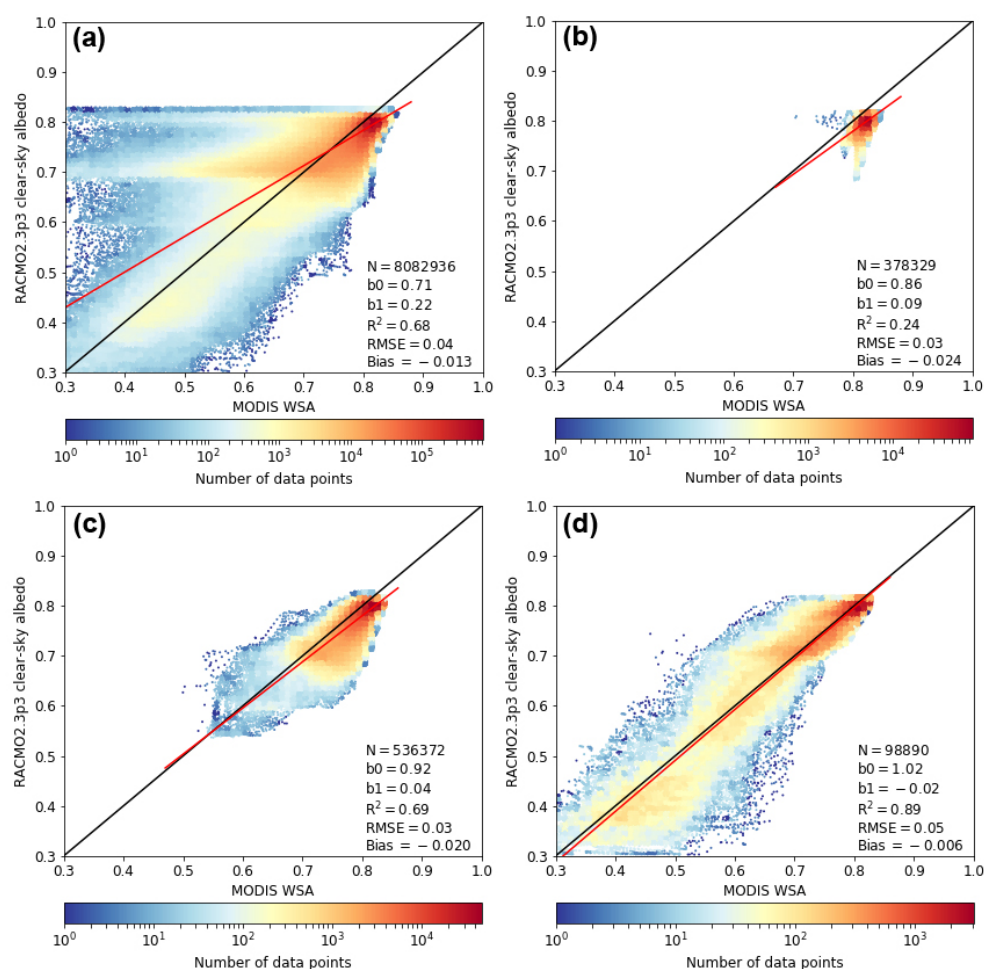 (a)
1.0
0.9
0.8
0.7
0.6
0.5
0.4
0.3
RACMO2.3p3 clear-sky albedo
N = 8082936
b0 = 0.71
b1 = 0.22
R² = 0.68
RMSE = 0.04
Bias = −0.013
0.3 0.4 0.5 0.6 0.7 0.8 0.9 1.0
MODIS WSA
10⁰ 10¹ 10² 10³ 10⁴ 10⁵
Number of data points
(b)
1.0
0.9
0.8
0.7
0.6
0.5
0.4
0.3
RACMO2.3p3 clear-sky albedo
N = 378329
b0 = 0.86
b1 = 0.09
R² = 0.24
RMSE = 0.03
Bias = −0.024
0.3 0.4 0.5 0.6 0.7 0.8 0.9 1.0
MODIS WSA
10⁰ 10¹ 10² 10³ 10⁴
Number of data points
(c)
1.0
0.9
0.8
0.7
0.6
0.5
0.4
0.3
RACMO2.3p3 clear-sky albedo
N = 536372
b0 = 0.92
b1 = 0.04
R² = 0.69
RMSE = 0.03
Bias = −0.020
0.3 0.4 0.5 0.6 0.7 0.8 0.9 1.0
MODIS WSA
10⁰ 10¹ 10² 10³ 10⁴
Number of data points
(d)
1.0
0.9
0.8
0.7
0.6
0.5
0.4
0.3
RACMO2.3p3 clear-sky albedo
N = 98890
b0 = 1.02
b1 = −0.02
R² = 0.89
RMSE = 0.05
Bias = −0.006
0.3 0.4 0.5 0.6 0.7 0.8 0.9 1.0
MODIS WSA
10⁰ 10¹ 10² 10³
Number of data points